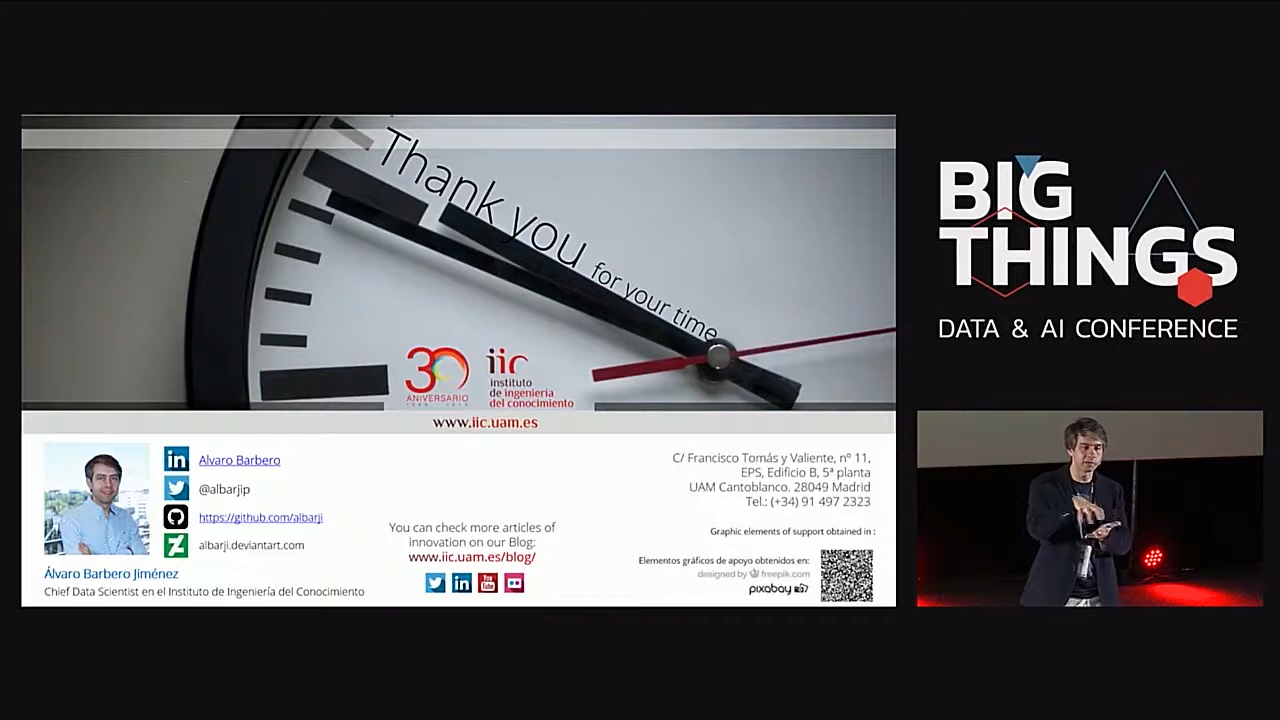 Thank you for your time
30
ANIVERSARIO
iic
instituto
de ingeniería
del conocimiento
www.iic.uam.es
in Alvaro Barbero
@albarjip
https://github.com/albarji
albarji.deviantart.com
Álvaro Barbero Jiménez
Chief Data Scientist en el Instituto de Ingeniería del Conocimiento
You can check more articles of
innovation on our Blog:
www.iic.uam.es/blog/
in You Tube
C/ Francisco Tomás y Valiente, nº 11,
EPS, Edificio B, 5ª planta
UAM Cantoblanco. 28049 Madrid
Tel.: (+34) 91 497 2323
Graphic elements of support obtained in :
Elementos gráficos de apoyo obtenidos en:
designed by freepik.com
pixabay
BIG
THINGS
DATA & AI CONFERENCE